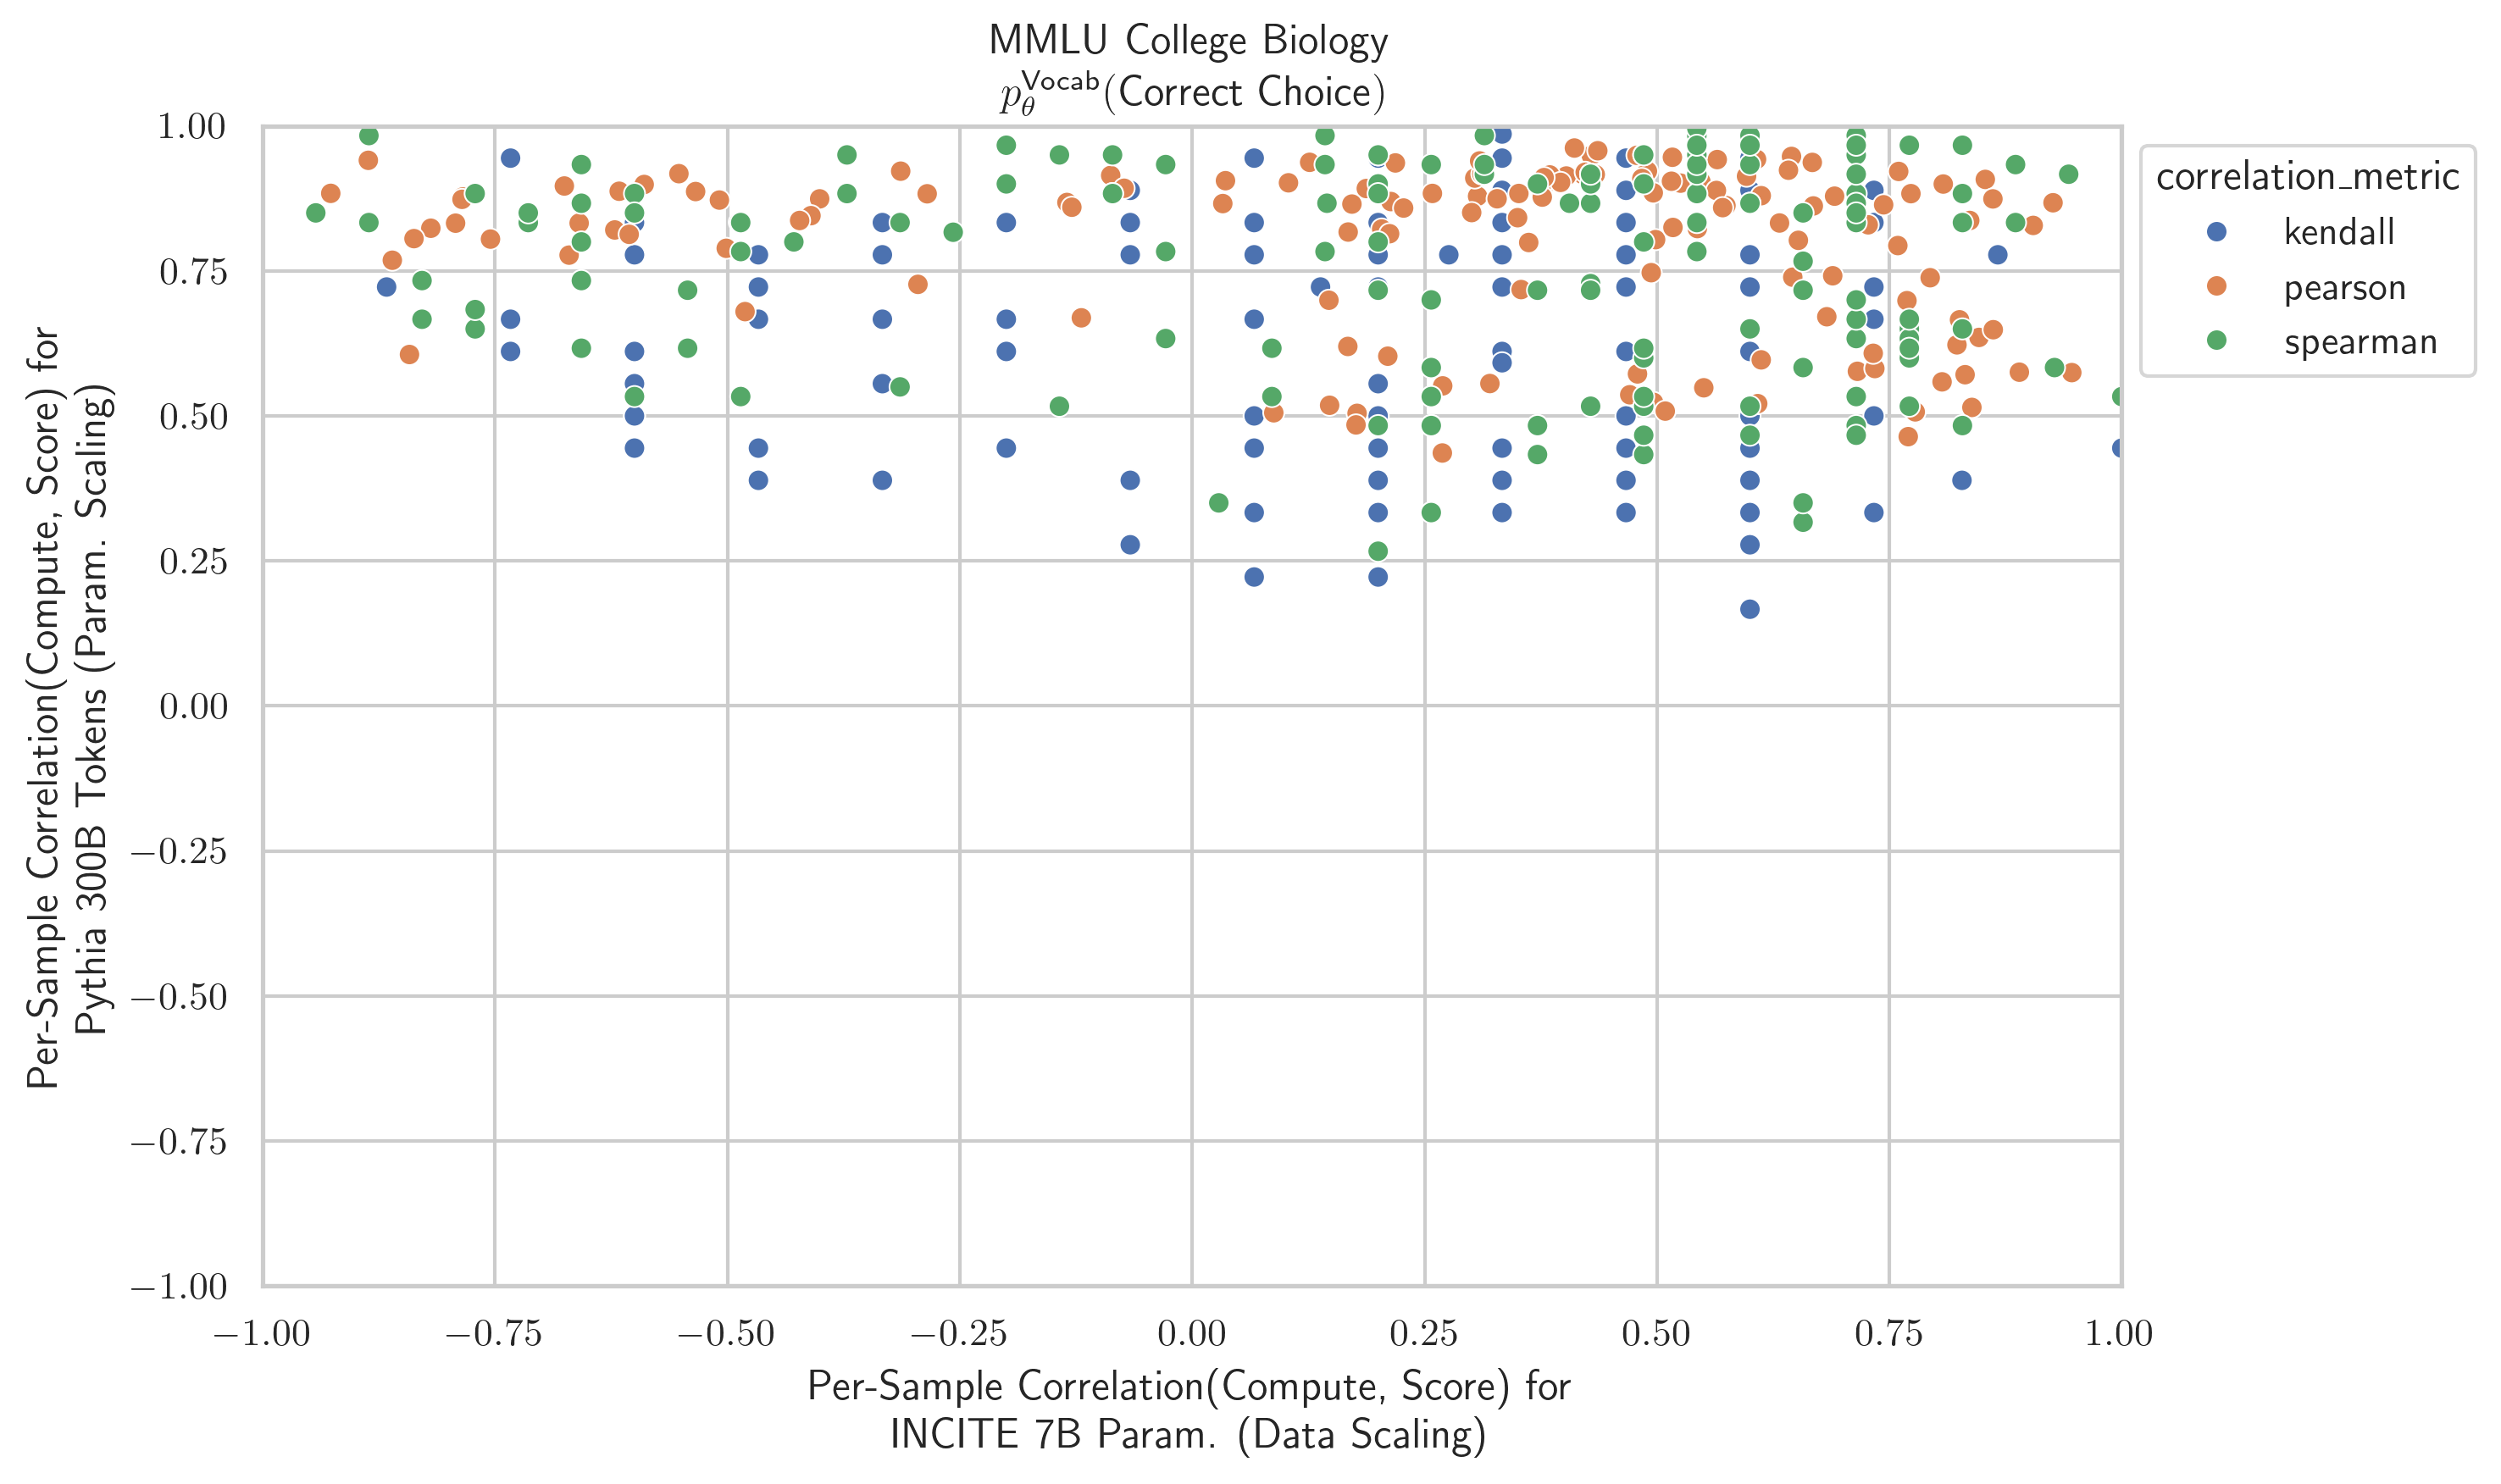 MMLU College Biology
p_θ^Vocab(Correct Choice)
1.00
0.75
0.50
0.25
0.00
−0.25
−0.50
−0.75
−1.00
Per-Sample Correlation(Compute, Score) for
Pythia 300B Tokens (Param. Scaling)
−1.00 −0.75 −0.50 −0.25 0.00 0.25 0.50 0.75 1.00
Per-Sample Correlation(Compute, Score) for
INCITE 7B Param. (Data Scaling)
correlation_metric
kendall
pearson
spearman